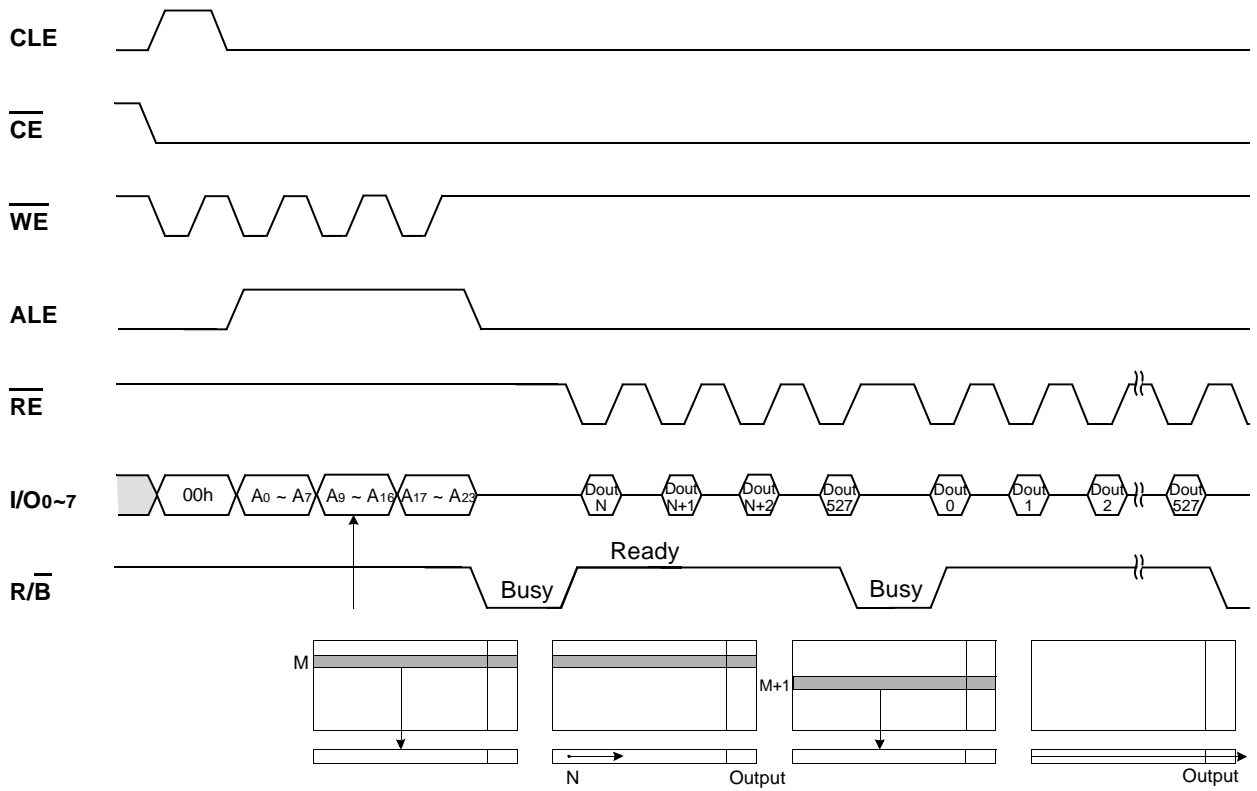 CLE
CE
WE
ALE
RE
I/O0~7 00h A0 ~ A7 A9 ~ A16 A17 ~ A23 Dout N Dout N+1 Dout N+2 Dout 527 Dout 0 Dout 1 Dout 2 Dout 527
R/B Busy Ready Busy
M M+1
N Output Output